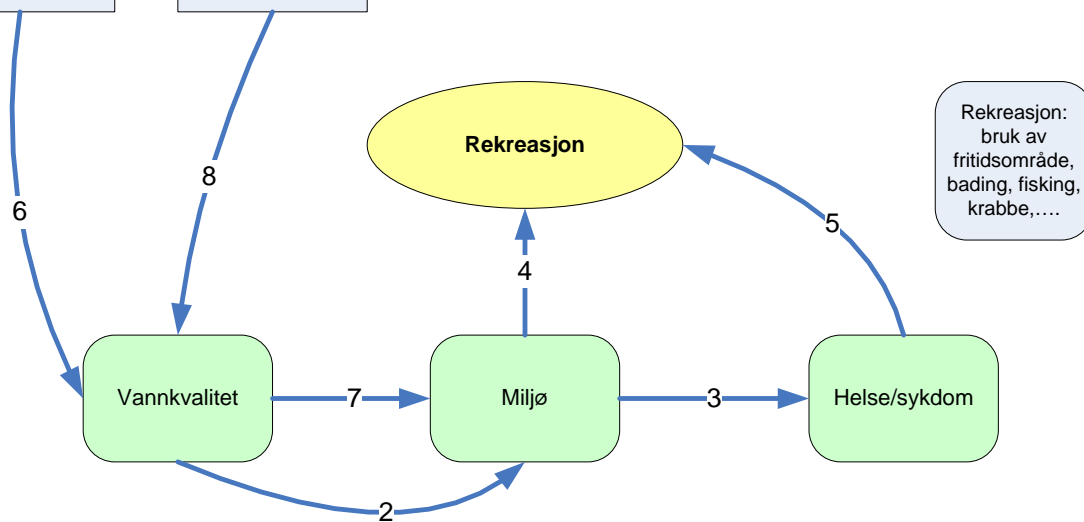 8
Rekreasjon
Rekreasjon:
bruk av
fritidsområde,
bading, fisking,
krabbe,....
6
5
4
Vannkvalitet
7
Miljø
3
Helse/sykdom
2